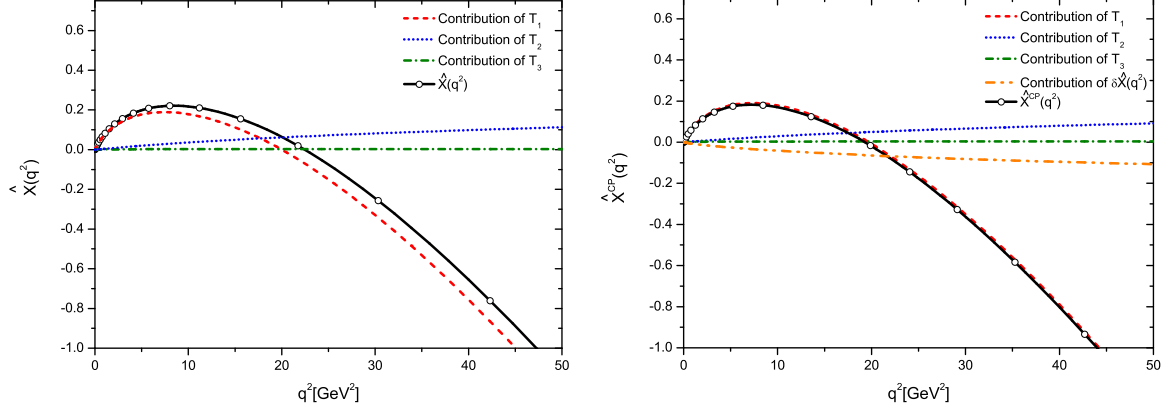 Contribution of T₁
Contribution of T₂
Contribution of T₃
X̂(q²)
0.6
0.4
0.2
0.0
-0.2
-0.4
-0.6
-0.8
-1.0
X̂(q²)
0 10 20 30 40 50
q²[GeV²]
Contribution of T₁
Contribution of T₂
Contribution of T₃
Contribution of δX̂(q²)
X̂ᶜᴾ(q²)
0.6
0.4
0.2
0.0
-0.2
-0.4
-0.6
-0.8
-1.0
X̂ᶜᴾ(q²)
0 10 20 30 40 50
q²[GeV²]